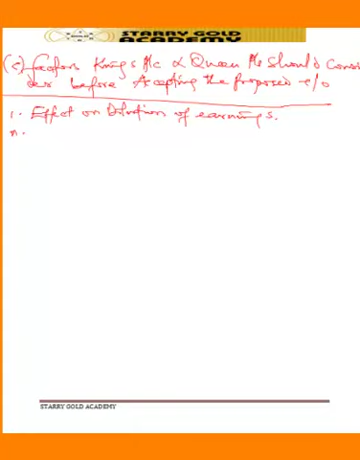 STARRY GOLD
ACADEMY
(c) factors Kings Plc & Queen Plc should Consi
der before Accepting the proposed t/o
1. Effect on Dilution of earnings.
STARRY GOLD ACADEMY